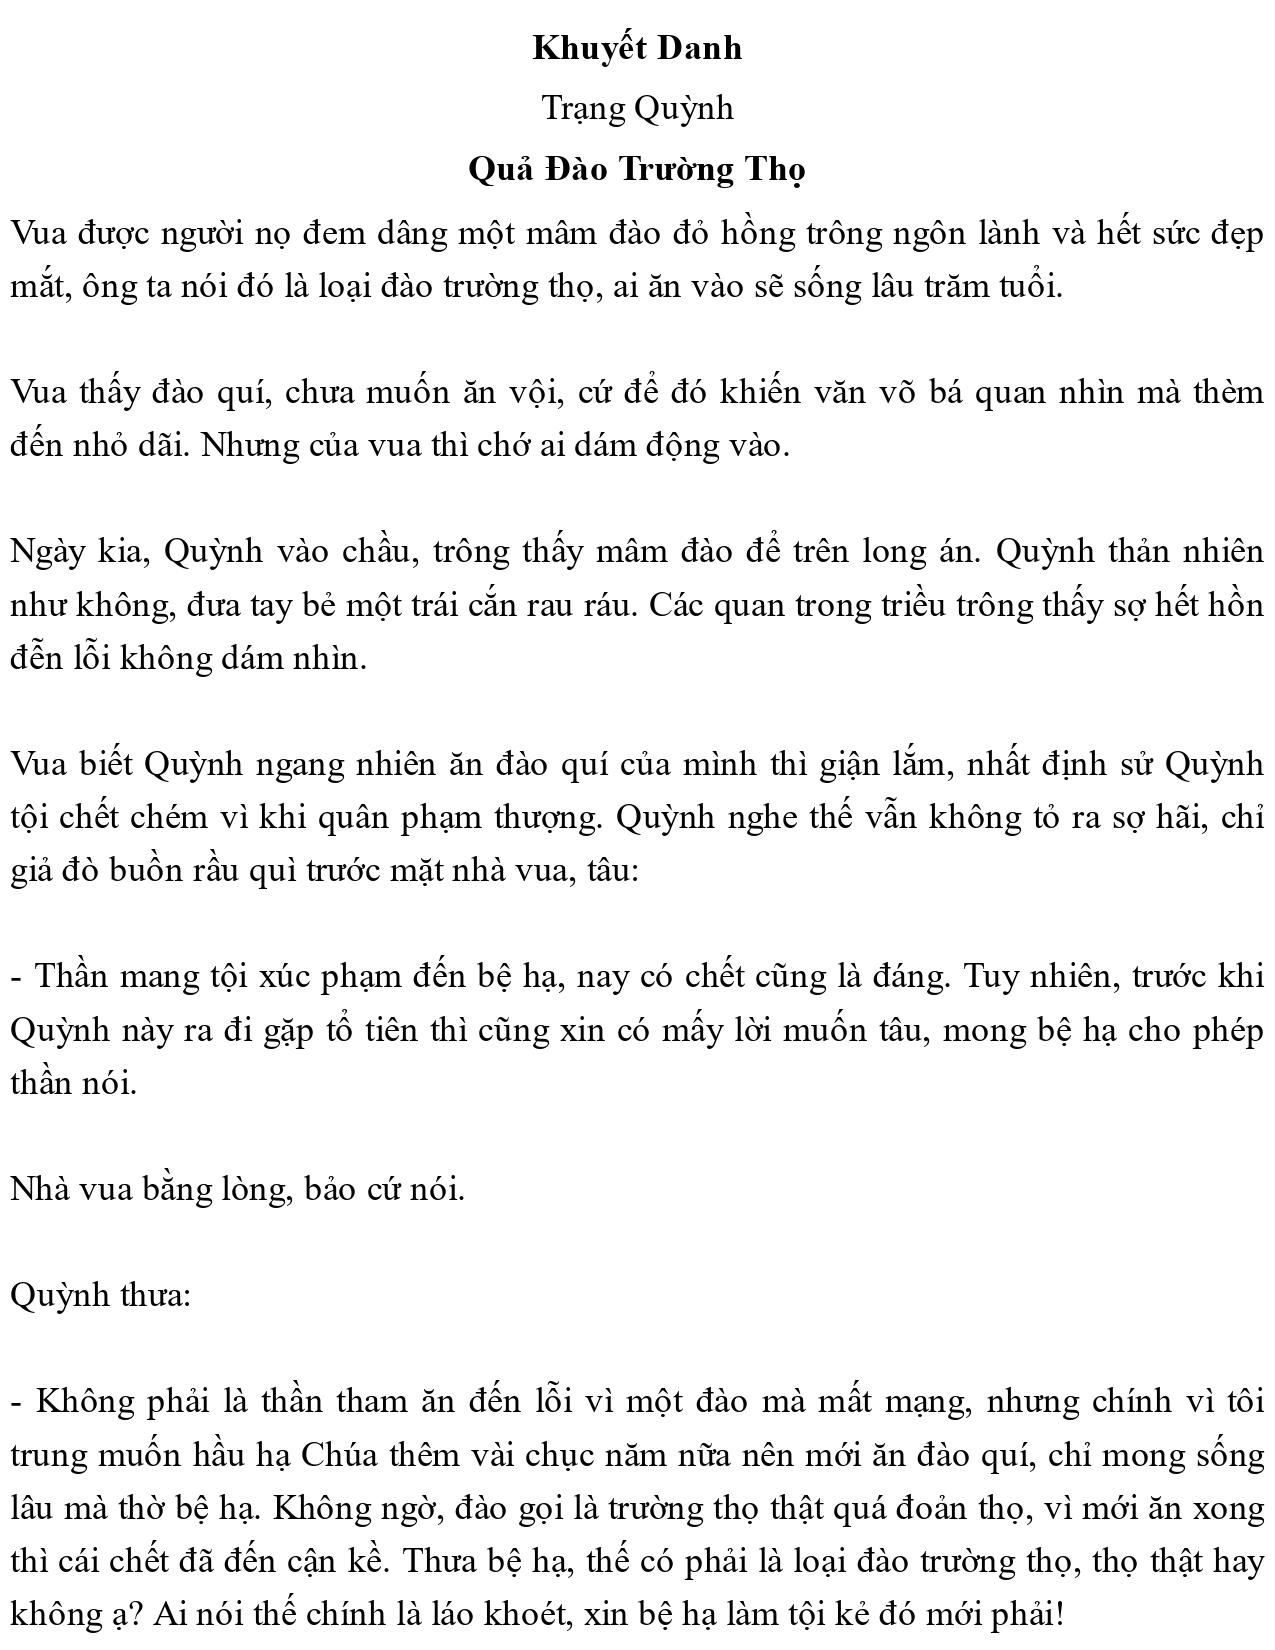 Khuyết Danh
Trạng Quỳnh
Quả Đào Trường Thọ
Vua được người nọ đem dâng một mâm đào đỏ hồng trông ngôn lành và hết sức đẹp
mắt, ông ta nói đó là loại đào trường thọ, ai ăn vào sẽ sống lâu trăm tuổi.
Vua thấy đào quí, chưa muốn ăn vội, cứ để đó khiến văn võ bá quan nhìn mà thèm
đến nhỏ dãi. Nhưng của vua thì chớ ai dám động vào.
Ngày kia, Quỳnh vào chầu, trông thấy mâm đào để trên long án. Quỳnh thản nhiên
như không, đưa tay bẻ một trái cắn rau ráu. Các quan trong triều trông thấy sợ hết hồn
đễn lỗi không dám nhìn.
Vua biết Quỳnh ngang nhiên ăn đào quí của mình thì giận lắm, nhất định sử Quỳnh
tội chết chém vì khi quân phạm thượng. Quỳnh nghe thế vẫn không tỏ ra sợ hãi, chỉ
giả đò buồn rầu quì trước mặt nhà vua, tâu:
- Thần mang tội xúc phạm đến bệ hạ, nay có chết cũng là đáng. Tuy nhiên, trước khi
Quỳnh này ra đi gặp tổ tiên thì cũng xin có mấy lời muốn tâu, mong bệ hạ cho phép
thần nói.
Nhà vua bằng lòng, bảo cứ nói.
Quỳnh thưa:
- Không phải là thần tham ăn đến lỗi vì một đào mà mất mạng, nhưng chính vì tôi
trung muốn hầu hạ Chúa thêm vài chục năm nữa nên mới ăn đào quí, chỉ mong sống
lâu mà thờ bệ hạ. Không ngờ, đào gọi là trường thọ thật quá đoản thọ, vì mới ăn xong
thì cái chết đã đến cận kề. Thưa bệ hạ, thế có phải là loại đào trường thọ, thọ thật hay
không ạ? Ai nói thế chính là láo khoét, xin bệ hạ làm tội kẻ đó mới phải!